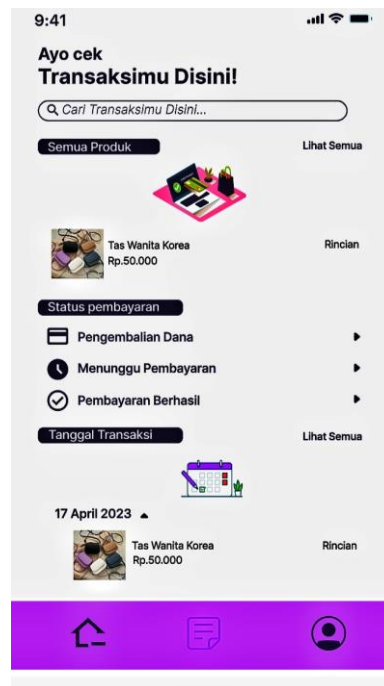 9:41
Ayo cek
Transaksimu Disini!
Cari Transaksimu Disini...
Semua Produk
Lihat Semua
Tas Wanita Korea
Rp.50.000
Rincian
Status pembayaran
Pengembalian Dana
Menunggu Pembayaran
Pembayaran Berhasil
Tanggal Transaksi
Lihat Semua
17 April 2023
Tas Wanita Korea
Rp.50.000
Rincian